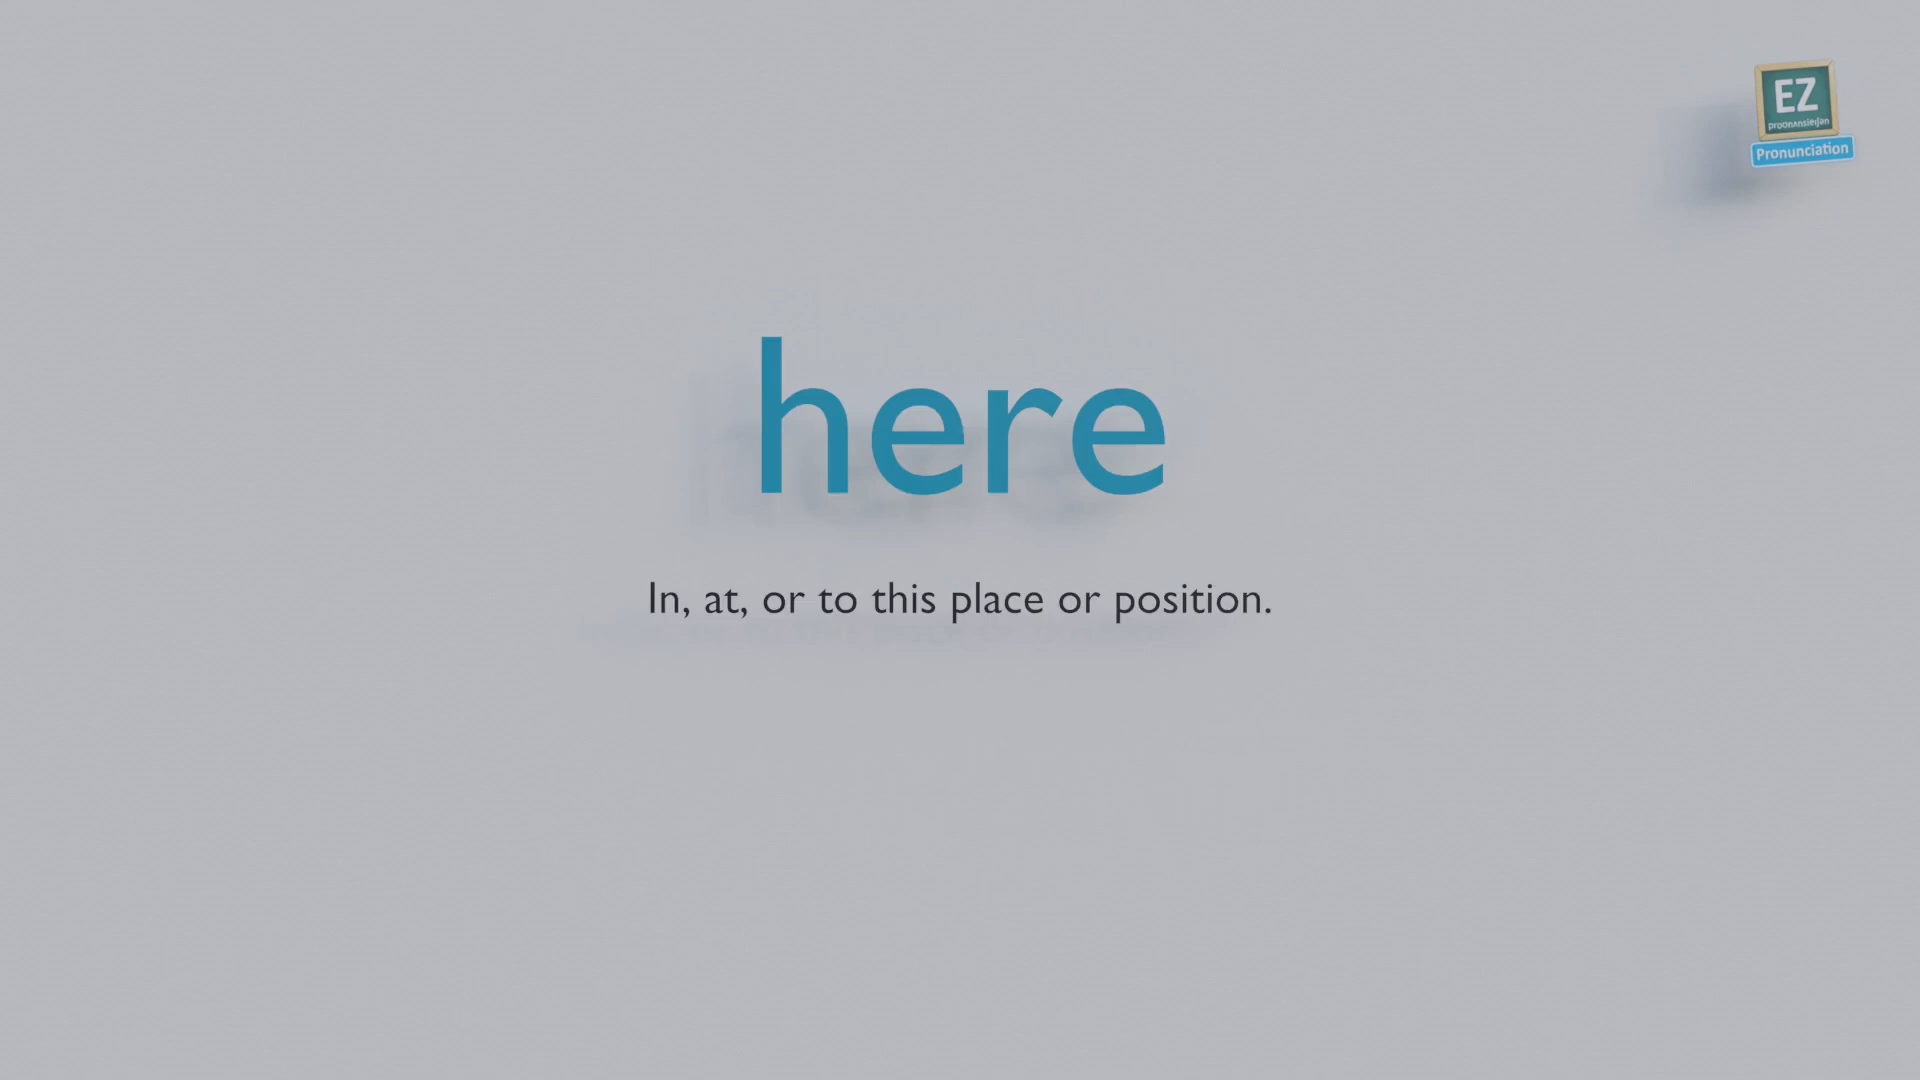 EZ
Pronunciation
here
In, at, or to this place or position.